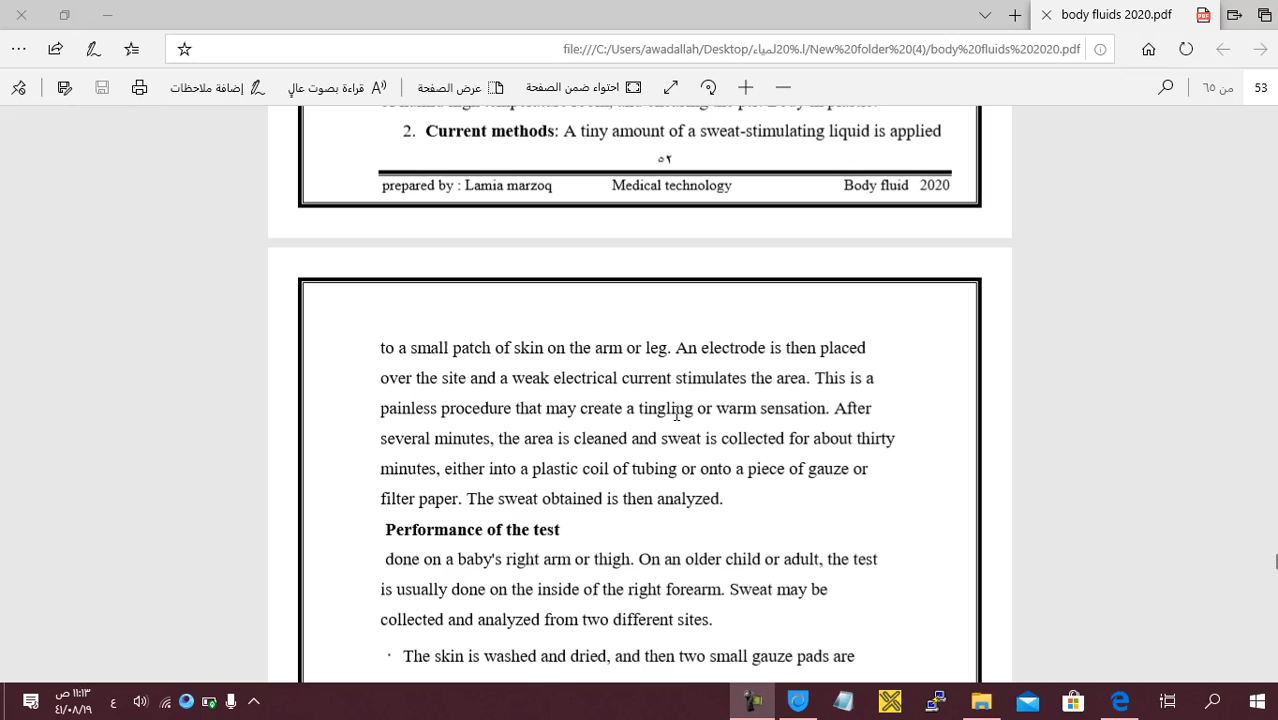 body fluids 2020.pdf
file:///C:/Users/awadallah/Desktop/لمياء.l%20/New%20folder%20(4)/body%20fluids%202020.pdf
إضافة ملاحظات
قراءة بصوت عالٍ
عرض الصفحة
احتواء ضمن الصفحة
53 من ٦٥
2. Current methods: A tiny amount of a sweat-stimulating liquid is applied
٥٢
prepared by : Lamia marzoq Medical technology Body fluid 2020
to a small patch of skin on the arm or leg. An electrode is then placed
over the site and a weak electrical current stimulates the area. This is a
painless procedure that may create a tingling or warm sensation. After
several minutes, the area is cleaned and sweat is collected for about thirty
minutes, either into a plastic coil of tubing or onto a piece of gauze or
filter paper. The sweat obtained is then analyzed.
Performance of the test
done on a baby's right arm or thigh. On an older child or adult, the test
is usually done on the inside of the right forearm. Sweat may be
collected and analyzed from two different sites.
· The skin is washed and dried, and then two small gauze pads are
١١:١٣ ص
ع
٤١/٠٨/١٩